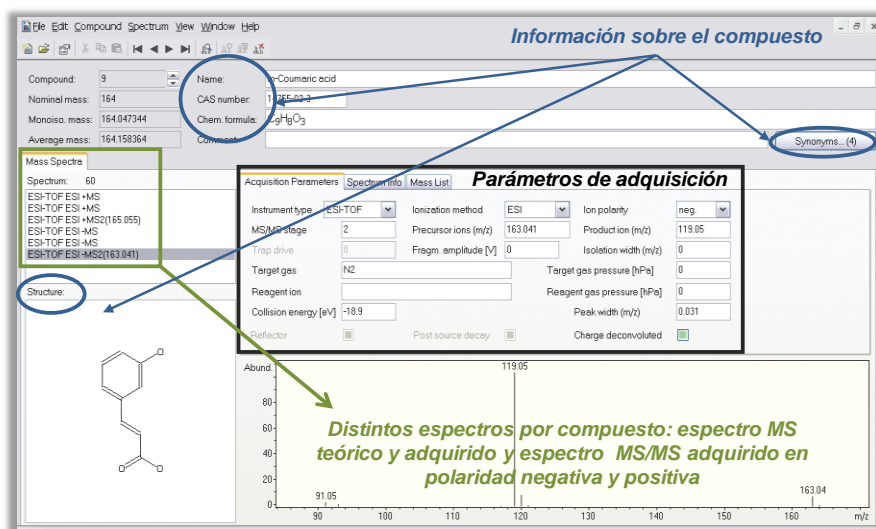 File Edit Compound Spectrum View Window Help
Información sobre el compuesto
Compound: 9 Name: m-Coumaric acid
Nominal mass: 164 CAS number: 14755-02-3
Monoiso. mass: 164.047344 Chem. formula: C9H8O3
Average mass: 164.158364 Comment: Synonyms... (4)
Mass Spectra
Spectrum: 60
ESI-TOF ESI +MS
ESI-TOF ESI +MS
ESI-TOF ESI +MS2(165.055)
ESI-TOF ESI -MS
ESI-TOF ESI -MS
ESI-TOF ESI -MS2(163.041)
Structure:
O
O
O
Acquisition Parameters Spectrum Info Mass List Parámetros de adquisición
Instrument type ESI-TOF Ionization method ESI Ion polarity neg.
MS/MS stage 2 Precursor ions (m/z) 163.041 Product ion (m/z) 119.05
Trap drive 0 Fragm. amplitude [V] 0 Isolation width (m/z) 0
Target gas N2 Target gas pressure [hPa] 0
Reagent ion Reagent gas pressure [hPa] 0
Collision energy [eV] -18.9 Peak width (m/z) 0.031
Reflector Post source decay Charge deconvoluted
Abund. 119.05
80
60
40
20
0
Distintos espectros por compuesto: espectro MS
teórico y adquirido y espectro MS/MS adquirido en
polaridad negativa y positiva
91.05 163.04
90 100 110 120 130 140 150 160 m/z